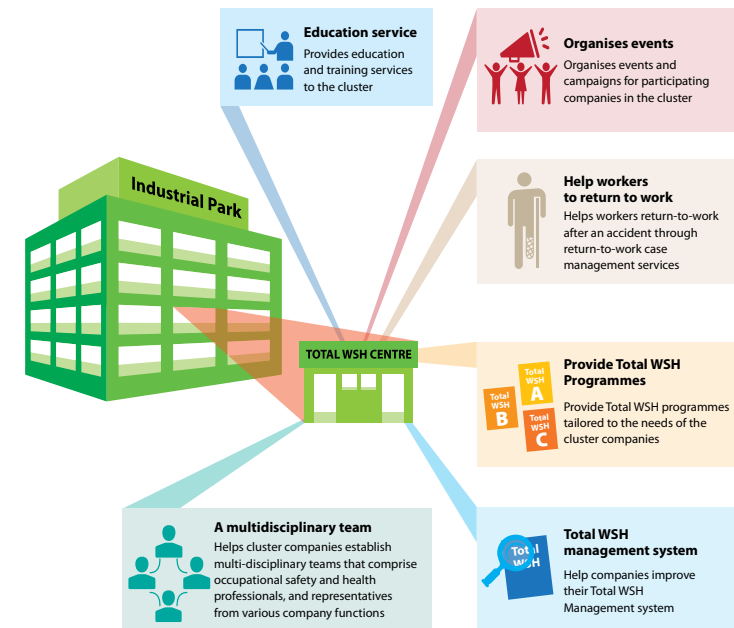 Education service
Provides education
and training services
to the cluster
Organises events
Organises events and
campaigns for participating
companies in the cluster
Industrial Park
Help workers
to return to work
Helps workers return-to-work
after an accident through
return-to-work case
management services
TOTAL WSH CENTRE
Total
WSH
A
Total
WSH
B
Total
WSH
C
Provide Total WSH
Programmes
Provide Total WSH programmes
tailored to the needs of the
cluster companies
A multidisciplinary team
Helps cluster companies establish
multi-disciplinary teams that comprise
occupational safety and health
professionals, and representatives
from various company functions
Total
WSH
Total WSH
management system
Help companies improve
their Total WSH
Management system